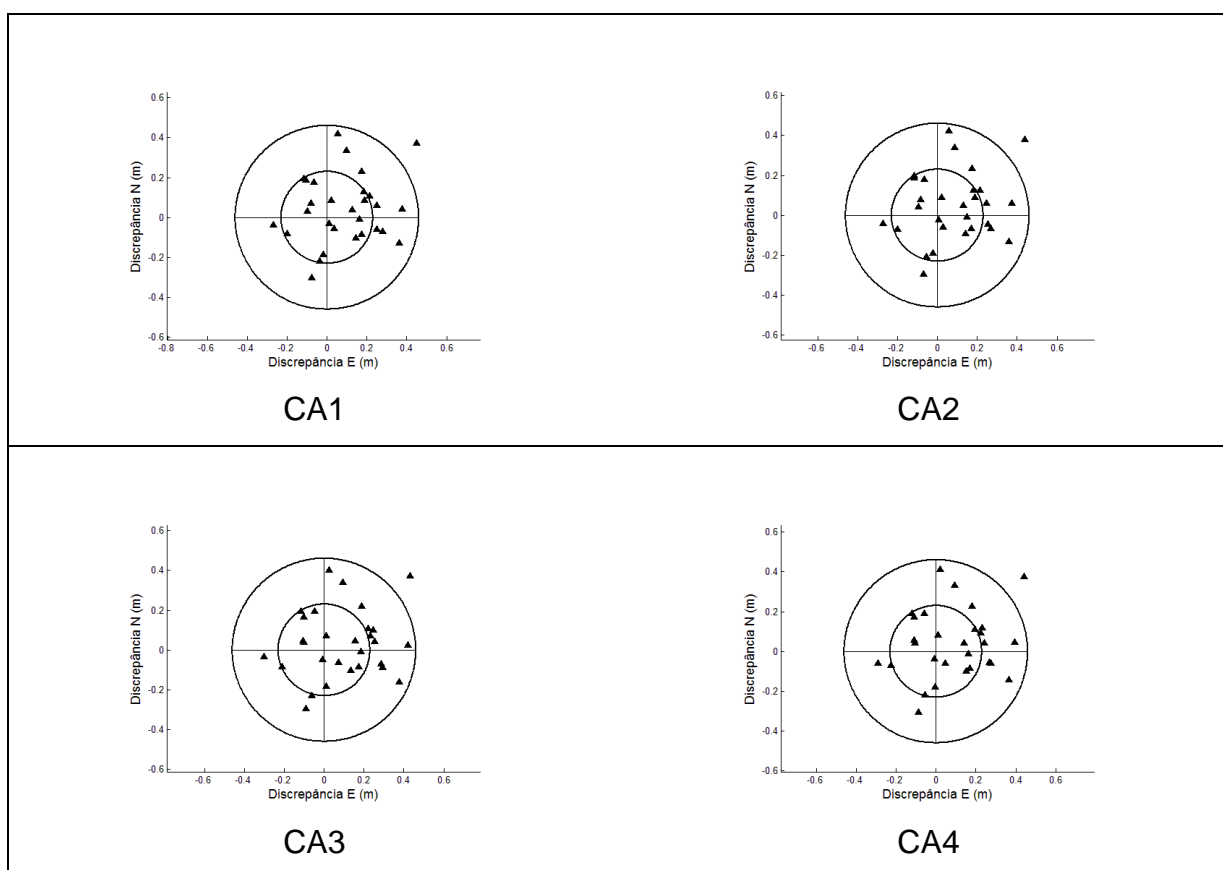 0.6
0.4
0.2
0
-0.2
-0.4
-0.6
Discrepância N (m)
-0.8 -0.6 -0.4 -0.2 0 0.2 0.4 0.6
Discrepância E (m)
CA1
0.6
0.4
0.2
0
-0.2
-0.4
-0.6
Discrepância N (m)
-0.6 -0.4 -0.2 0 0.2 0.4 0.6
Discrepância E (m)
CA2
0.6
0.4
0.2
0
-0.2
-0.4
-0.6
Discrepância N (m)
-0.6 -0.4 -0.2 0 0.2 0.4 0.6
Discrepância E (m)
CA3
0.6
0.4
0.2
0
-0.2
-0.4
-0.6
Discrepância N (m)
-0.6 -0.4 -0.2 0 0.2 0.4 0.6
Discrepância E (m)
CA4